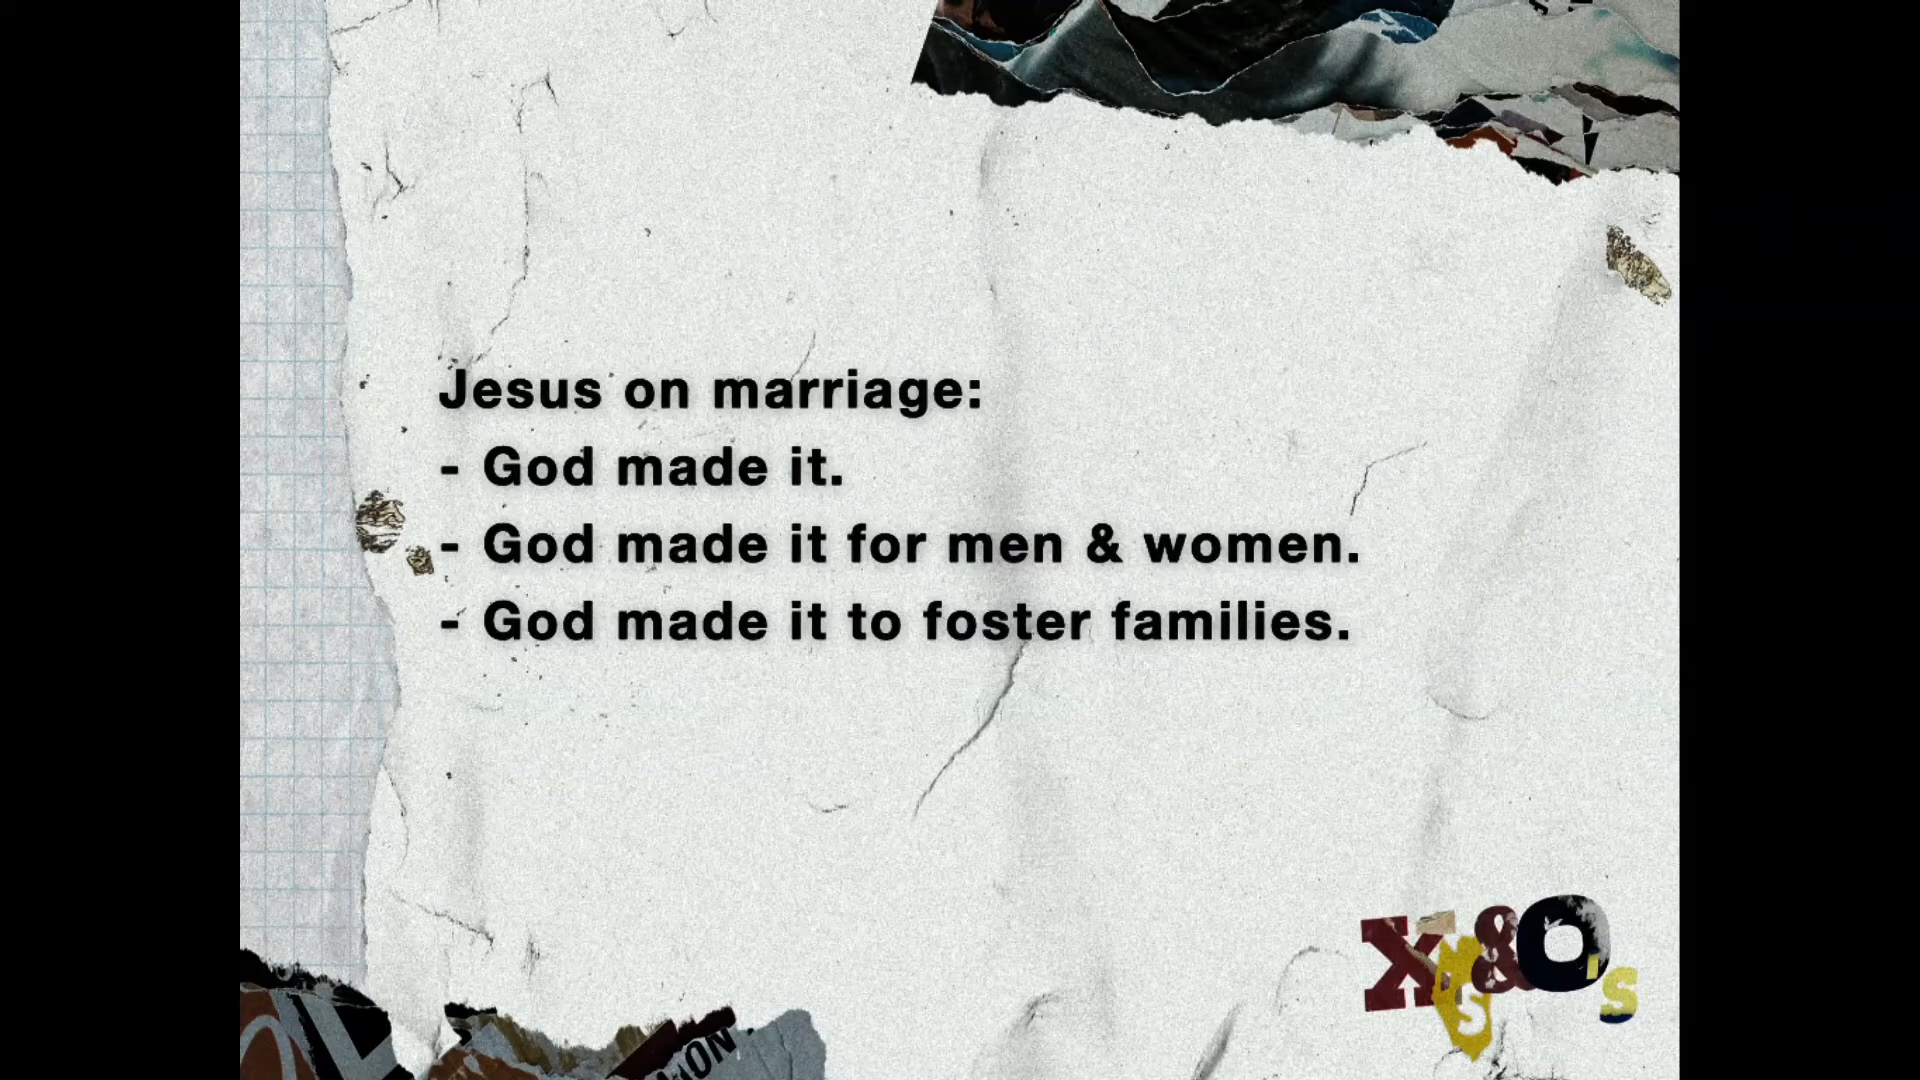 Jesus on marriage:
- God made it.
- God made it for men & women.
- God made it to foster families.
X's & O's